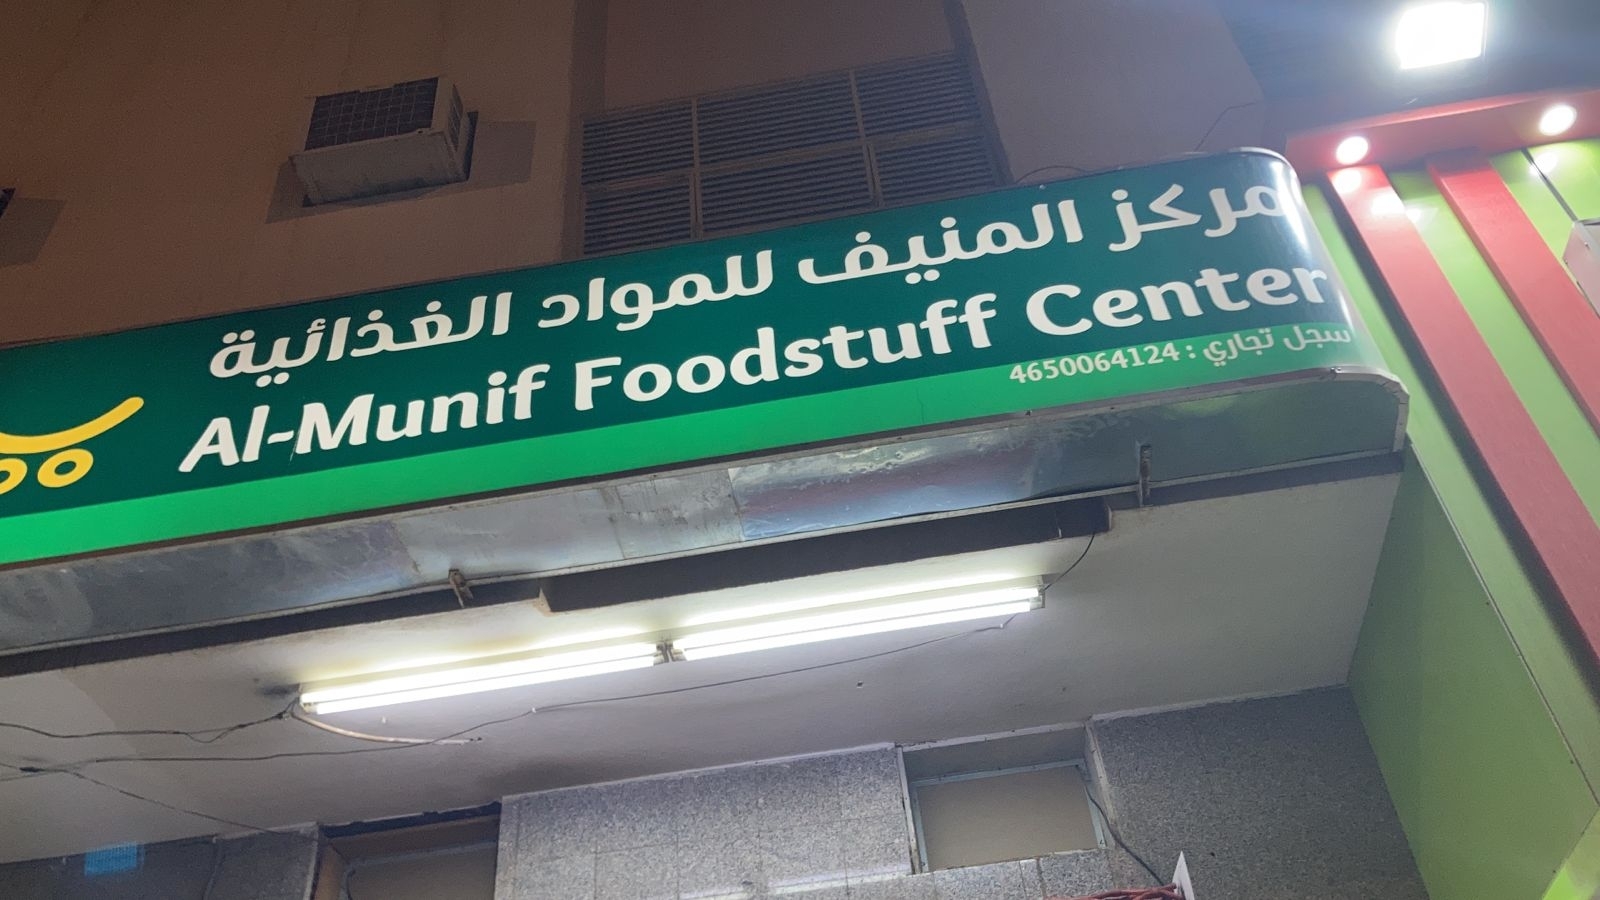 مركز المنيف للمواد الغذائية
Al-Munif Foodstuff Center
سجل تجاري : 4650064124